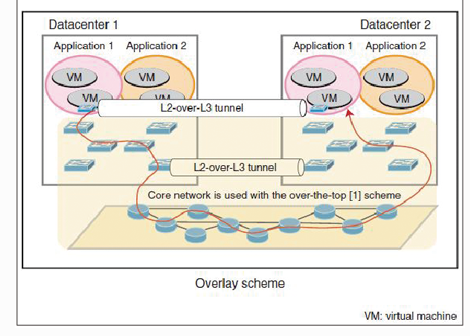 Datacenter 1
Datacenter 2
Application 1
Application 2
Application 1
Application 2
VM
VM
VM
VM
VM
VM
VM
VM
L2-over-L3 tunnel
L2-over-L3 tunnel
Core network is used with the over-the-top [1] scheme
Overlay scheme
VM: virtual machine